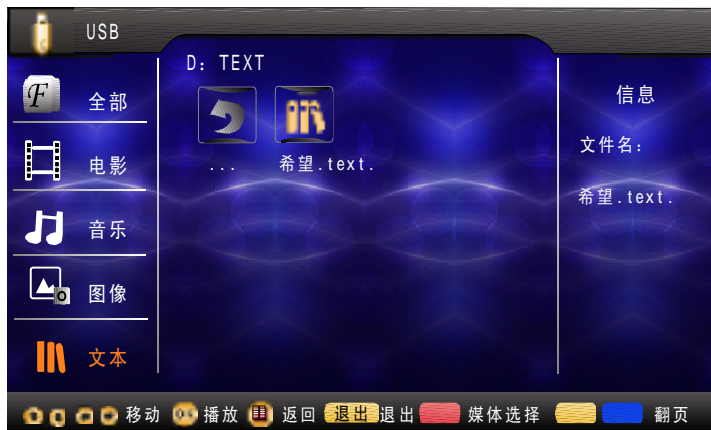 USB
D: TEXT
F 全部
电影
音乐
图像
文本
...
希望.text.
信息
文件名:
希望.text.
移动 OK 播放 返回 退出 退出 媒体选择 翻页